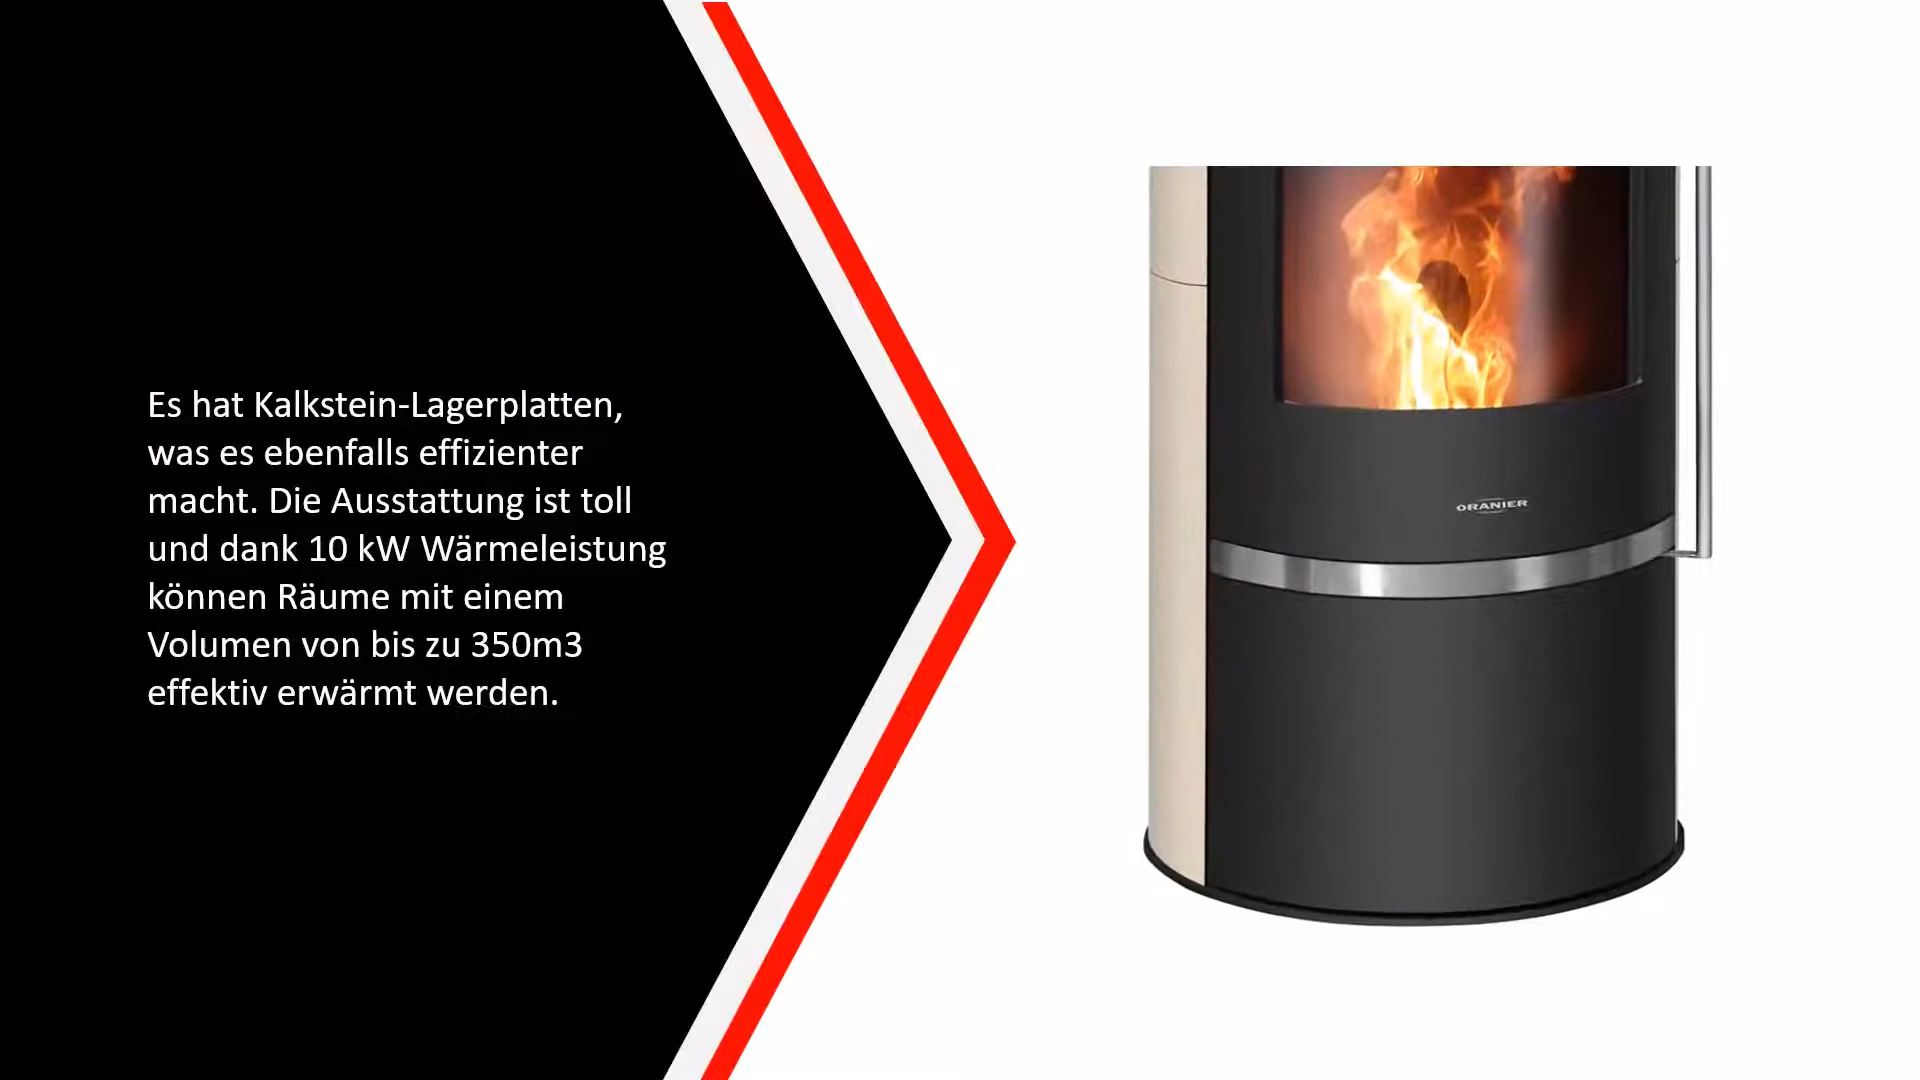 Es hat Kalkstein-Lagerplatten,
was es ebenfalls effizienter
macht. Die Ausstattung ist toll
und dank 10 kW Wärmeleistung
können Räume mit einem
Volumen von bis zu 350m3
effektiv erwärmt werden.
ORANIER